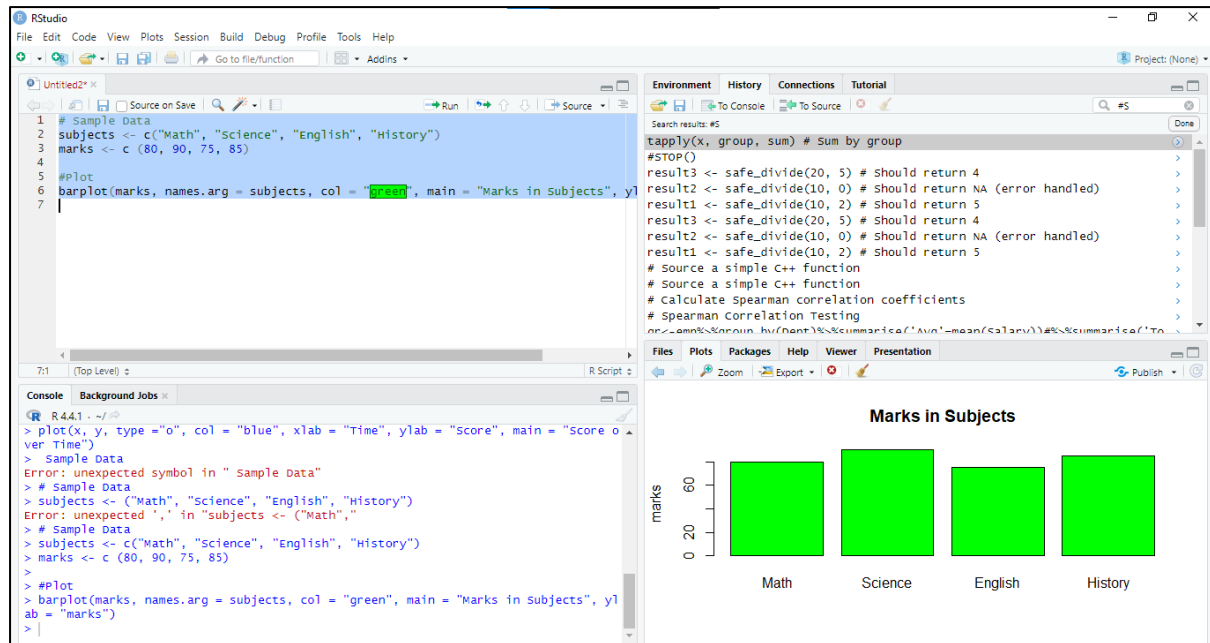 RStudio
File Edit Code View Plots Session Build Debug Profile Tools Help
Go to file/function
Addins
Project: (None)
Untitled2*
Source on Save
Run
Source
1 # Sample Data
2 subjects <- c("Math", "Science", "English", "History")
3 marks <- c (80, 90, 75, 85)
4
5 #Plot
6 barplot(marks, names.arg = subjects, col = "green", main = "Marks in Subjects", yl
7
7:1 (Top Level) R Script
Console Background Jobs
R 4.4.1 · ~/
> plot(x, y, type ="o", col = "blue", xlab = "Time", ylab = "Score", main = "Score o
ver Time")
>  Sample Data
Error: unexpected symbol in " Sample Data"
> # Sample Data
> subjects <- ("Math", "Science", "English", "History")
Error: unexpected ',' in "subjects <- ("Math","
> # Sample Data
> subjects <- c("Math", "Science", "English", "History")
> marks <- c (80, 90, 75, 85)
>
> #Plot
> barplot(marks, names.arg = subjects, col = "green", main = "Marks in Subjects", yl
ab = "marks")
>
Environment History Connections Tutorial
To Console To Source #S
Search results: #S Done
tapply(x, group, sum) # Sum by group
#STOP()
result3 <- safe_divide(20, 5) # Should return 4
result2 <- safe_divide(10, 0) # Should return NA (error handled)
result1 <- safe_divide(10, 2) # Should return 5
result3 <- safe_divide(20, 5) # Should return 4
result2 <- safe_divide(10, 0) # Should return NA (error handled)
result1 <- safe_divide(10, 2) # Should return 5
# Source a simple C++ function
# Source a simple C++ function
# Calculate Spearman correlation coefficients
# Spearman Correlation Testing
gr<-emp%>%group_by(Dept)%>%summarise('Avg'=mean(Salary))#%>%summarise('To
Files Plots Packages Help Viewer Presentation
Zoom Export Publish
Marks in Subjects
marks
60
20
0
Math Science English History